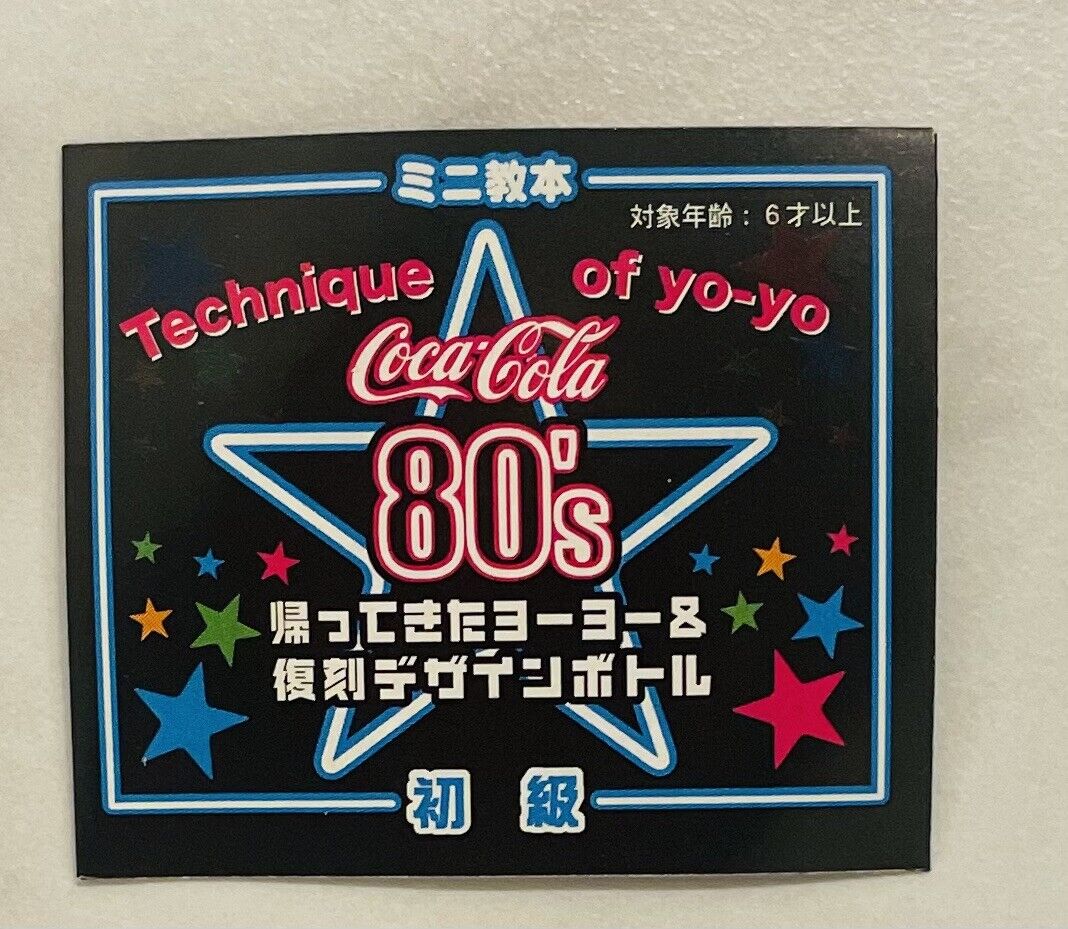 ミニ教本
対象年齢：6才以上
Technique of yo-yo
Coca-Cola
80's
帰ってきたヨーヨー&
復刻デザインボトル
初 級